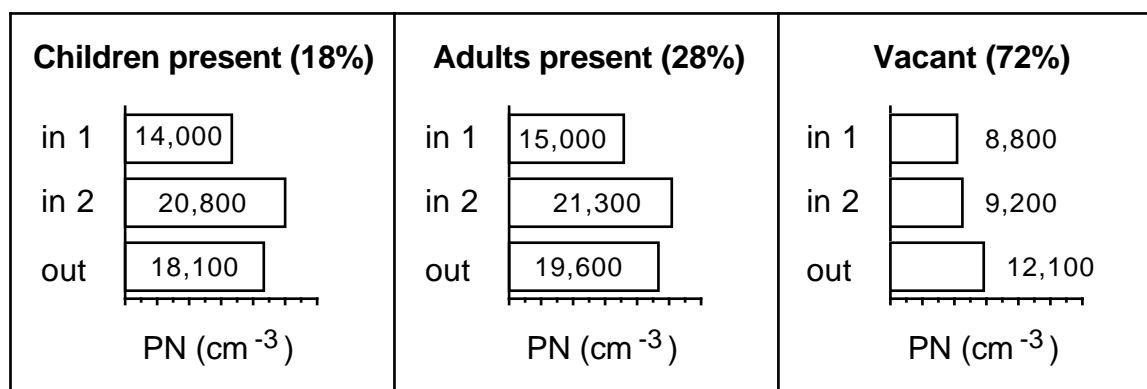 Children present (18%)
in 1 14,000
in 2 20,800
out 18,100
PN (cm -3 )
Adults present (28%)
in 1 15,000
in 2 21,300
out 19,600
PN (cm -3 )
Vacant (72%)
in 1 8,800
in 2 9,200
out 12,100
PN (cm -3 )